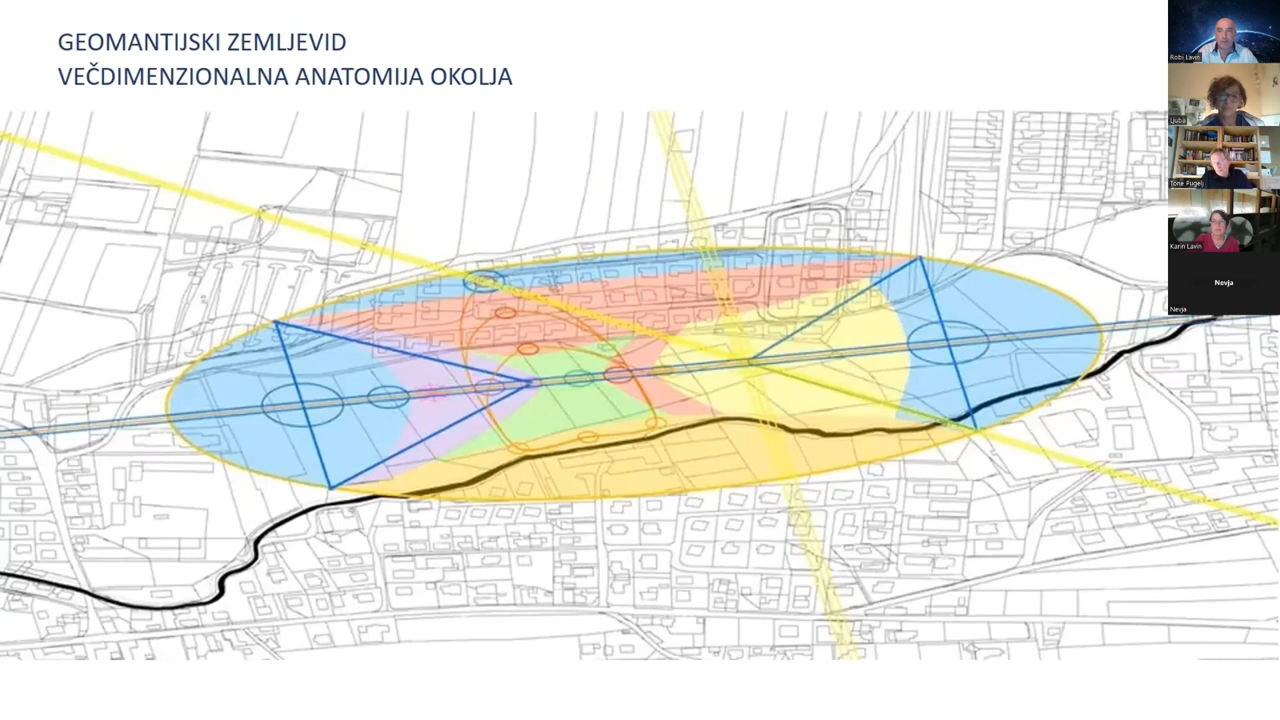 GEOMANTIJSKI ZEMLJEVID
VEČDIMENZIONALNA ANATOMIJA OKOLJA
Robi Lavin
Ljuba
Tone Pugelj
Karin Lavin
Nevja
Nevja